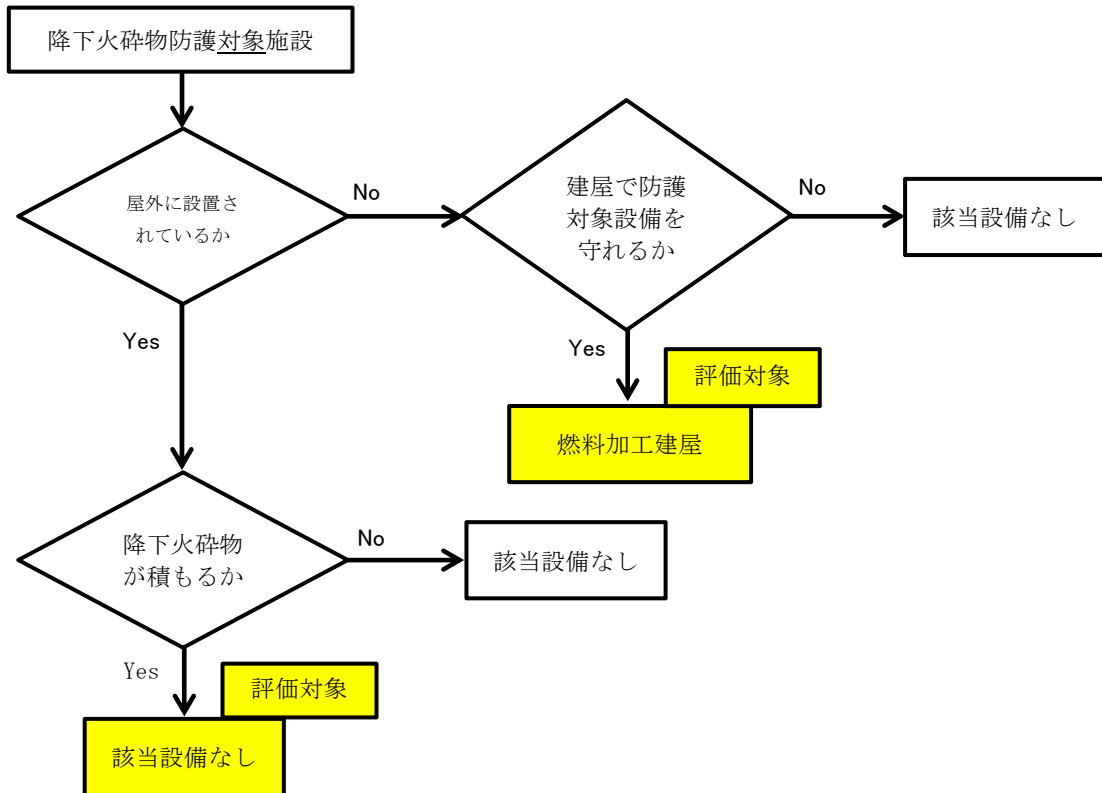 降下火砕物防護対象施設
屋外に設置さ
れているか
No
建屋で防護
対象設備を
守れるか
No
該当設備なし
Yes
Yes
評価対象
燃料加工建屋
降下火砕物
が積もるか
No
該当設備なし
Yes
評価対象
該当設備なし